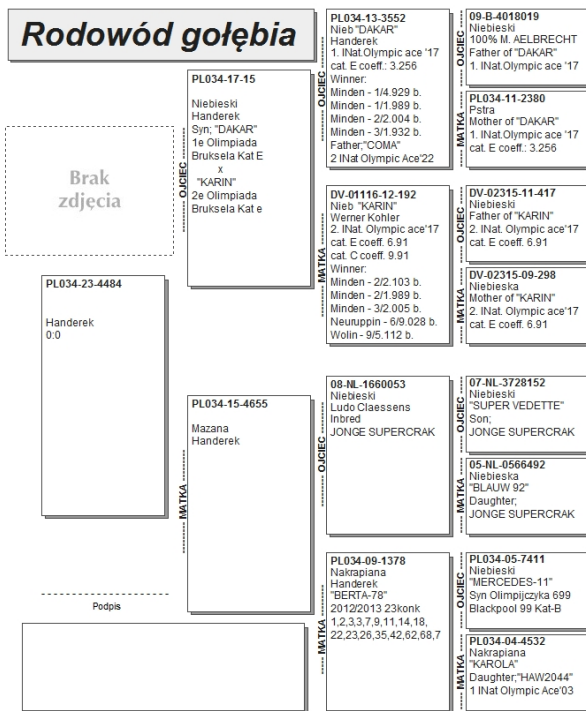 Rodowód gołębia
Brak
zdjęcia
PL034-23-4484
Handerek
0:0
Podpis
OJCIEC
PL034-17-15
Niebieski
Handerek
Syn; "DAKAR"
1e Olimpiada
Bruksela Kat E
x
"KARIN"
2e Olimpiada
Bruksela Kat e
MATKA
PL034-15-4655
Mazana
Handerek
OJCIEC
PL034-13-3552
Nieb "DAKAR"
Handerek
1. INat.Olympic ace '17
cat. E coeff.: 3.256
Winner:
Minden - 1/4.929 b.
Minden - 1/1.989 b.
Minden - 2/2.004 b.
Minden - 3/1.932 b.
Father;"COMA"
2 INat Olympic Ace'22
MATKA
DV-01116-12-192
Nieb "KARIN"
Werner Kohler
2. INat. Olympic ace'17
cat. E coeff. 6.91
cat. C coeff. 9.91
Winner:
Minden - 2/2.103 b.
Minden - 2/1.989 b.
Minden - 3/2.005 b.
Neuruppin - 6/9.028 b.
Wolin - 9/5.112 b.
OJCIEC
08-NL-1660053
Niebieski
Ludo Claessens
Inbred
JONGE SUPERCRAK
MATKA
PL034-09-1378
Nakrapiana
Handerek
"BERTA-78"
2012/2013 23konk
1,2,3,3,7,9,11,14,18,
22,23,26,35,42,62,68,7
OJCIEC
09-B-4018019
Niebieski
100% M. AELBRECHT
Father of "DAKAR"
1. INat.Olympic ace '17
MATKA
PL034-11-2380
Pstra
Mother of "DAKAR"
1. INat.Olympic ace '17
cat. E coeff.: 3.256
OJCIEC
DV-02315-11-417
Niebieski
Father of "KARIN"
2. INat. Olympic ace'17
cat. E coeff. 6.91
MATKA
DV-02315-09-298
Niebieska
Mother of "KARIN"
2. INat. Olympic ace'17
cat. E coeff. 6.91
OJCIEC
07-NL-3728152
Niebieski
"SUPER VEDETTE"
Son;
JONGE SUPERCRAK
MATKA
05-NL-0566492
Niebieska
"BLAUW 92"
Daughter;
JONGE SUPERCRAK
OJCIEC
PL034-05-7411
Niebieski
"MERCEDES-11"
Syn Olimpijczyka 699
Blackpool 99 Kat-B
MATKA
PL034-04-4532
Nakrapiana
"KAROLA"
Daughter;"HAW2044"
1 INat Olympic Ace'03